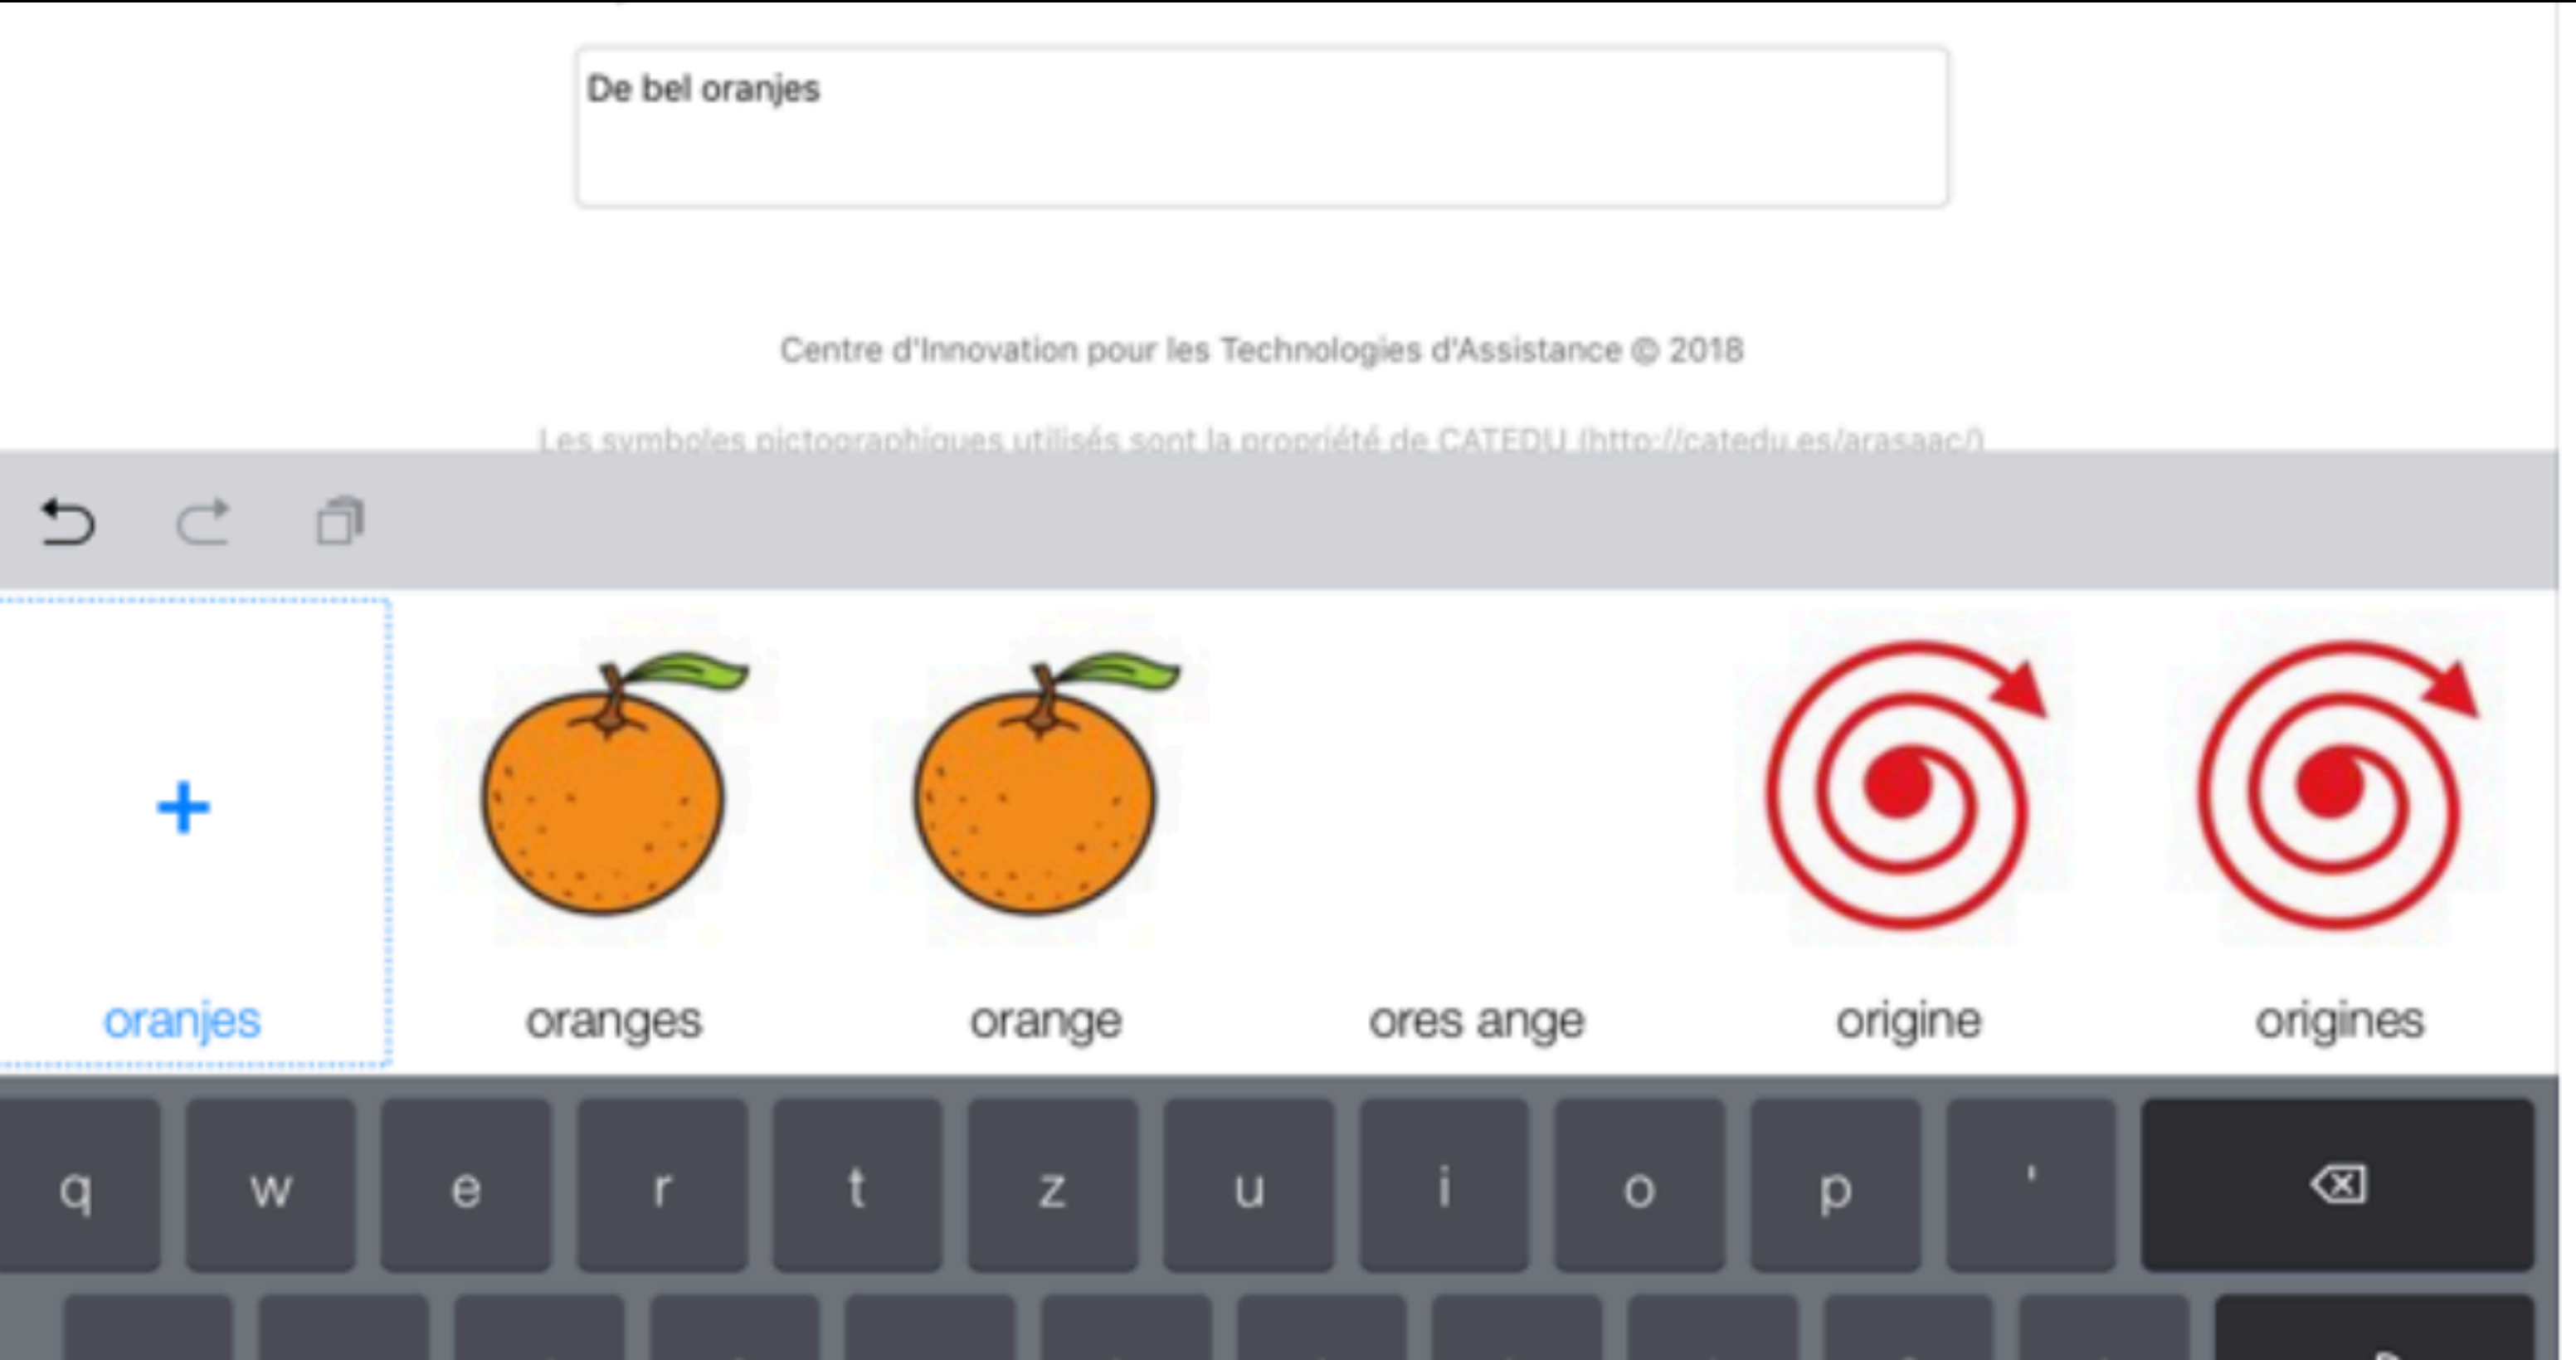 De bel oranjes
Centre d'Innovation pour les Technologies d'Assistance © 2018
Les symboles pictographiques utilisés sont la propriété de CATEDU (http://catedu.es/arasaac/)
+
oranjes oranges orange ores ange origine origines
q w e r t z u i o p '